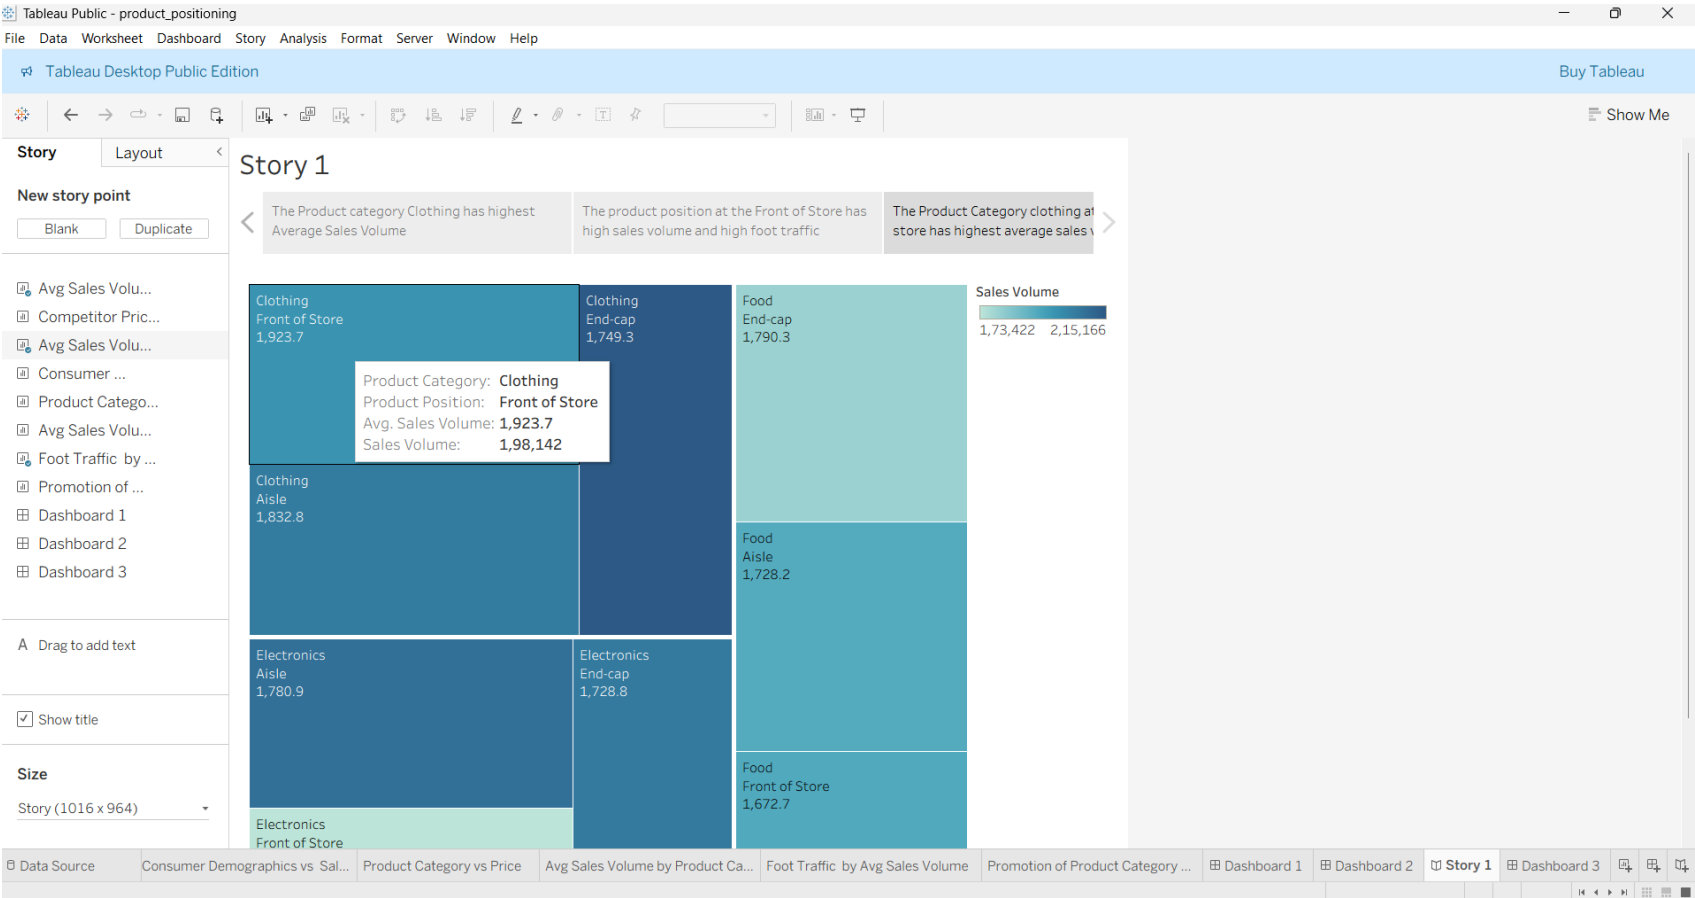 Tableau Public - product_positioning
File Data Worksheet Dashboard Story Analysis Format Server Window Help
Tableau Desktop Public Edition
Buy Tableau
Show Me
Story
Layout
New story point
Blank
Duplicate
Avg Sales Volu...
Competitor Pric...
Avg Sales Volu...
Consumer ...
Product Catego...
Avg Sales Volu...
Foot Traffic by ...
Promotion of ...
Dashboard 1
Dashboard 2
Dashboard 3
A Drag to add text
Show title
Size
Story (1016 x 964)
Story 1
The Product category Clothing has highest
Average Sales Volume
The product position at the Front of Store has
high sales volume and high foot traffic
The Product Category clothing at
store has highest average sales v
Clothing
Front of Store
1,923.7
Clothing
End-cap
1,749.3
Food
End-cap
1,790.3
Sales Volume
1,73,422 2,15,166
Product Category: Clothing
Product Position: Front of Store
Avg. Sales Volume: 1,923.7
Sales Volume: 1,98,142
Clothing
Aisle
1,832.8
Food
Aisle
1,728.2
Electronics
Aisle
1,780.9
Electronics
End-cap
1,728.8
Food
Front of Store
1,672.7
Electronics
Front of Store
Data Source
Consumer Demographics vs Sal...
Product Category vs Price
Avg Sales Volume by Product Ca...
Foot Traffic by Avg Sales Volume
Promotion of Product Category ...
Dashboard 1
Dashboard 2
Story 1
Dashboard 3